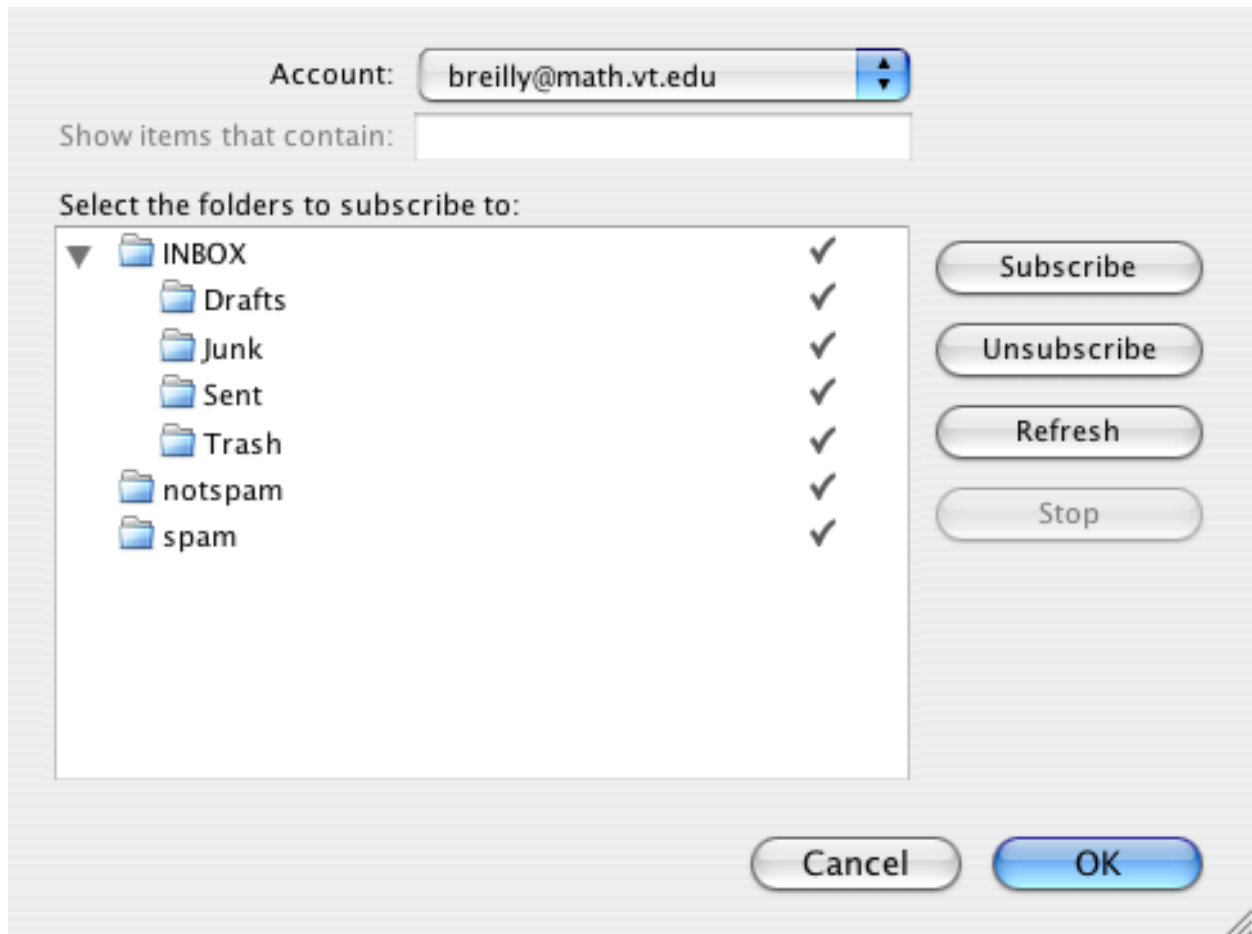 Account: breilly@math.vt.edu
Show items that contain:
Select the folders to subscribe to:
INBOX
Drafts
Junk
Sent
Trash
notspam
spam
Subscribe
Unsubscribe
Refresh
Stop
Cancel OK